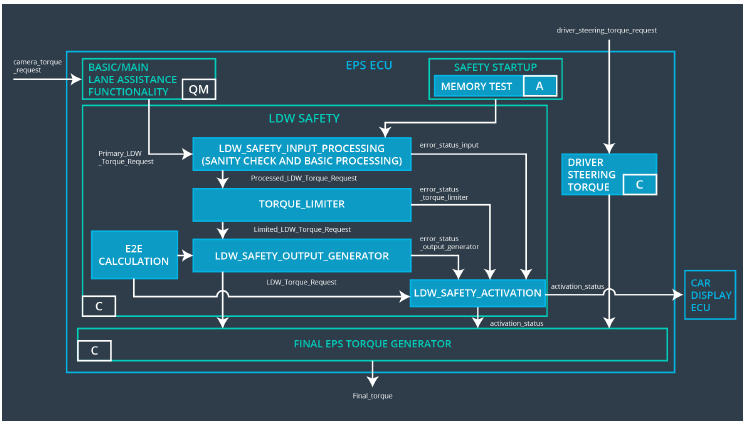 driver_steering_torque_request
camera_torque
_request
BASIC/MAIN
LANE ASSISTANCE
FUNCTIONALITY
QM
EPS ECU
SAFETY STARTUP
MEMORY TEST
A
LDW SAFETY
Primary_LDW
_Torque_Request
LDW_SAFETY_INPUT_PROCESSING
(SANITY CHECK AND BASIC PROCESSING)
error_status_input
DRIVER
STEERING
TORQUE
C
Processed_LDW_Torque_Request
TORQUE_LIMITER
error_status
_torque_limiter
Limited_LDW_Torque_Request
E2E
CALCULATION
LDW_SAFETY_OUTPUT_GENERATOR
error_status
_output_generator
LDW_Torque_Request
LDW_SAFETY_ACTIVATION
activation_status
CAR
DISPLAY
ECU
C
activation_status
C
FINAL EPS TORQUE GENERATOR
Final_torque